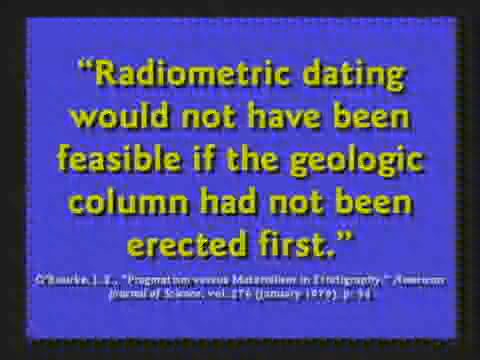 “Radiometric dating
would not have been
feasible if the geologic
column had not been
erected first.”
O'Rourke, J. E., "Pragmatism versus Materialism in Stratigraphy," American
Journal of Science, vol. 276 (January 1976), p. 54